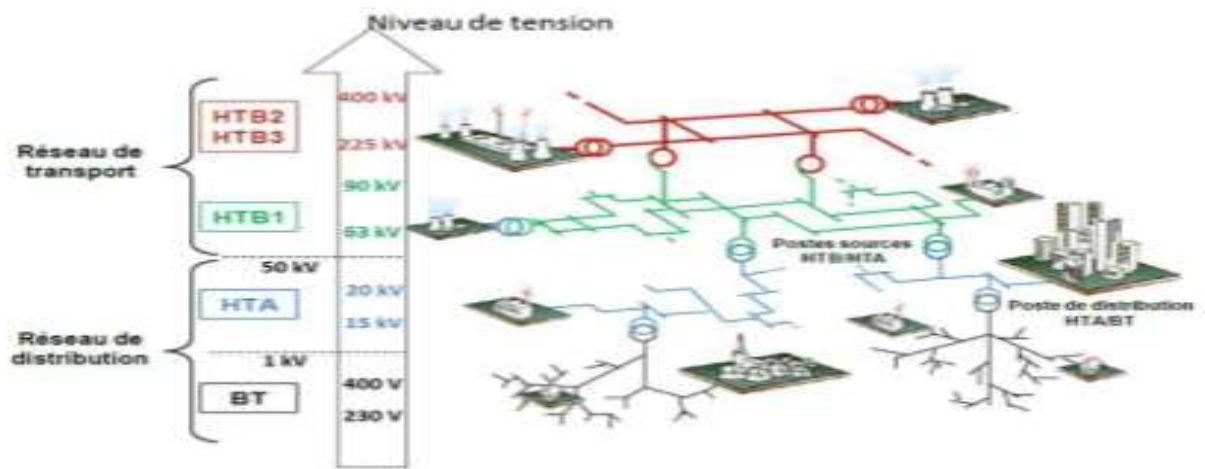 Niveau de tension
400 kV
HTB2
HTB3
225 kV
Réseau de
transport
90 kV
HTB1
63 kV
Postes sources
HTB/HTA
50 kV
HTA
20 kV
Poste de distribution
HTA/BT
15 kV
Réseau de
distribution
1 kV
400 V
BT
230 V